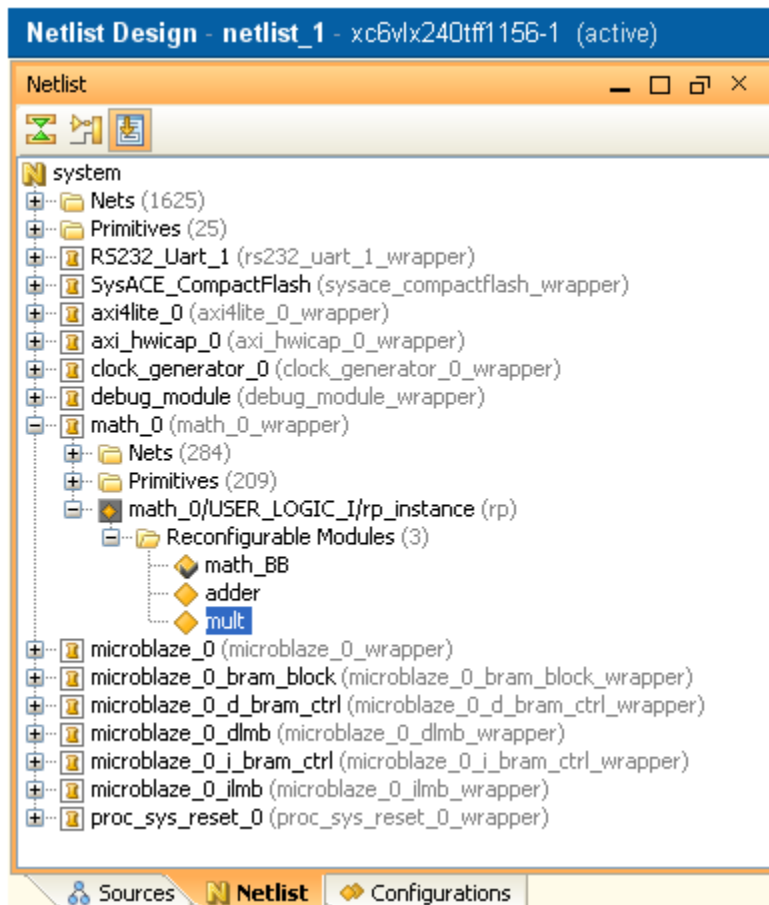 Netlist Design - netlist_1 - xc6vlx240tff1156-1 (active)
Netlist
system
Nets (1625)
Primitives (25)
RS232_Uart_1 (rs232_uart_1_wrapper)
SysACE_CompactFlash (sysace_compactflash_wrapper)
axi4lite_0 (axi4lite_0_wrapper)
axi_hwicap_0 (axi_hwicap_0_wrapper)
clock_generator_0 (clock_generator_0_wrapper)
debug_module (debug_module_wrapper)
math_0 (math_0_wrapper)
Nets (284)
Primitives (209)
math_0/USER_LOGIC_I/rp_instance (rp)
Reconfigurable Modules (3)
math_BB
adder
mult
microblaze_0 (microblaze_0_wrapper)
microblaze_0_bram_block (microblaze_0_bram_block_wrapper)
microblaze_0_d_bram_ctrl (microblaze_0_d_bram_ctrl_wrapper)
microblaze_0_dlmb (microblaze_0_dlmb_wrapper)
microblaze_0_i_bram_ctrl (microblaze_0_i_bram_ctrl_wrapper)
microblaze_0_ilmb (microblaze_0_ilmb_wrapper)
proc_sys_reset_0 (proc_sys_reset_0_wrapper)
Sources Netlist Configurations